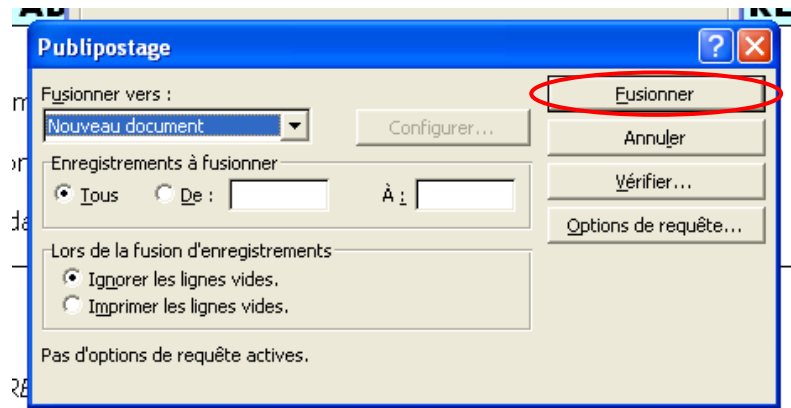 Publipostage
Fusionner vers :
Nouveau document
Configurer...
Enregistrements à fusionner
Tous
De :
À :
Lors de la fusion d'enregistrements
Ignorer les lignes vides.
Imprimer les lignes vides.
Pas d'options de requête actives.
Fusionner
Annuler
Vérifier...
Options de requête...